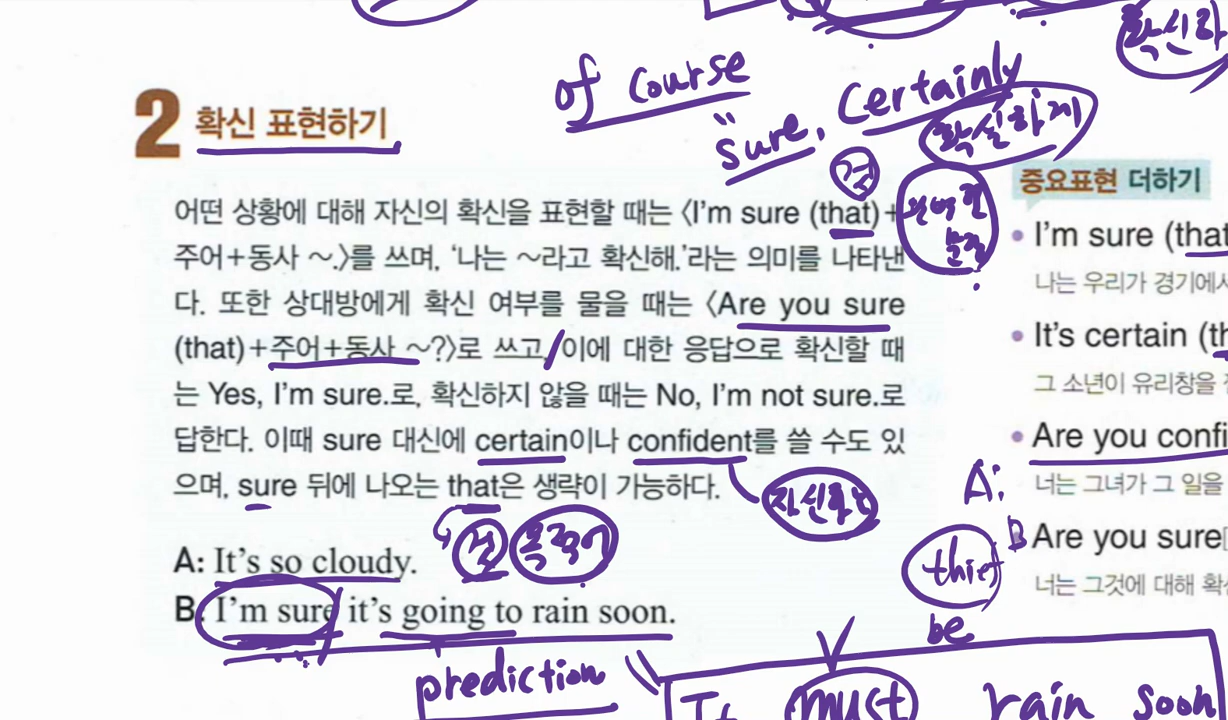 of course
확신하
"sure, certainly
확실하게
2 확신 표현하기
것
완벽한
중요표현 더하기
어떤 상황에 대해 자신의 확신을 표현할 때는 〈I'm sure (that)+
주어+동사 ~.〉를 쓰며, '나는 ~라고 확신해.'라는 의미를 나타낸
다. 또한 상대방에게 확신 여부를 물을 때는 〈Are you sure
(that)+주어+동사 ~?〉로 쓰고, 이에 대한 응답으로 확신할 때
는 Yes, I'm sure.로, 확신하지 않을 때는 No, I'm not sure.로
답한다. 이때 sure 대신에 certain이나 confident를 쓸 수도 있
으며, sure 뒤에 나오는 that은 생략이 가능하다.
것 목적어
자신하는
A: It's so cloudy.
B: I'm sure it's going to rain soon.
prediction
• I'm sure (that
나는 우리가 경기에서
• It's certain (th
그 소년이 유리창을
• Are you confi
A:
너는 그녀가 그 일을
B
Are you sure[
너는 그것에 대해 확
thief
be
It must rain soon